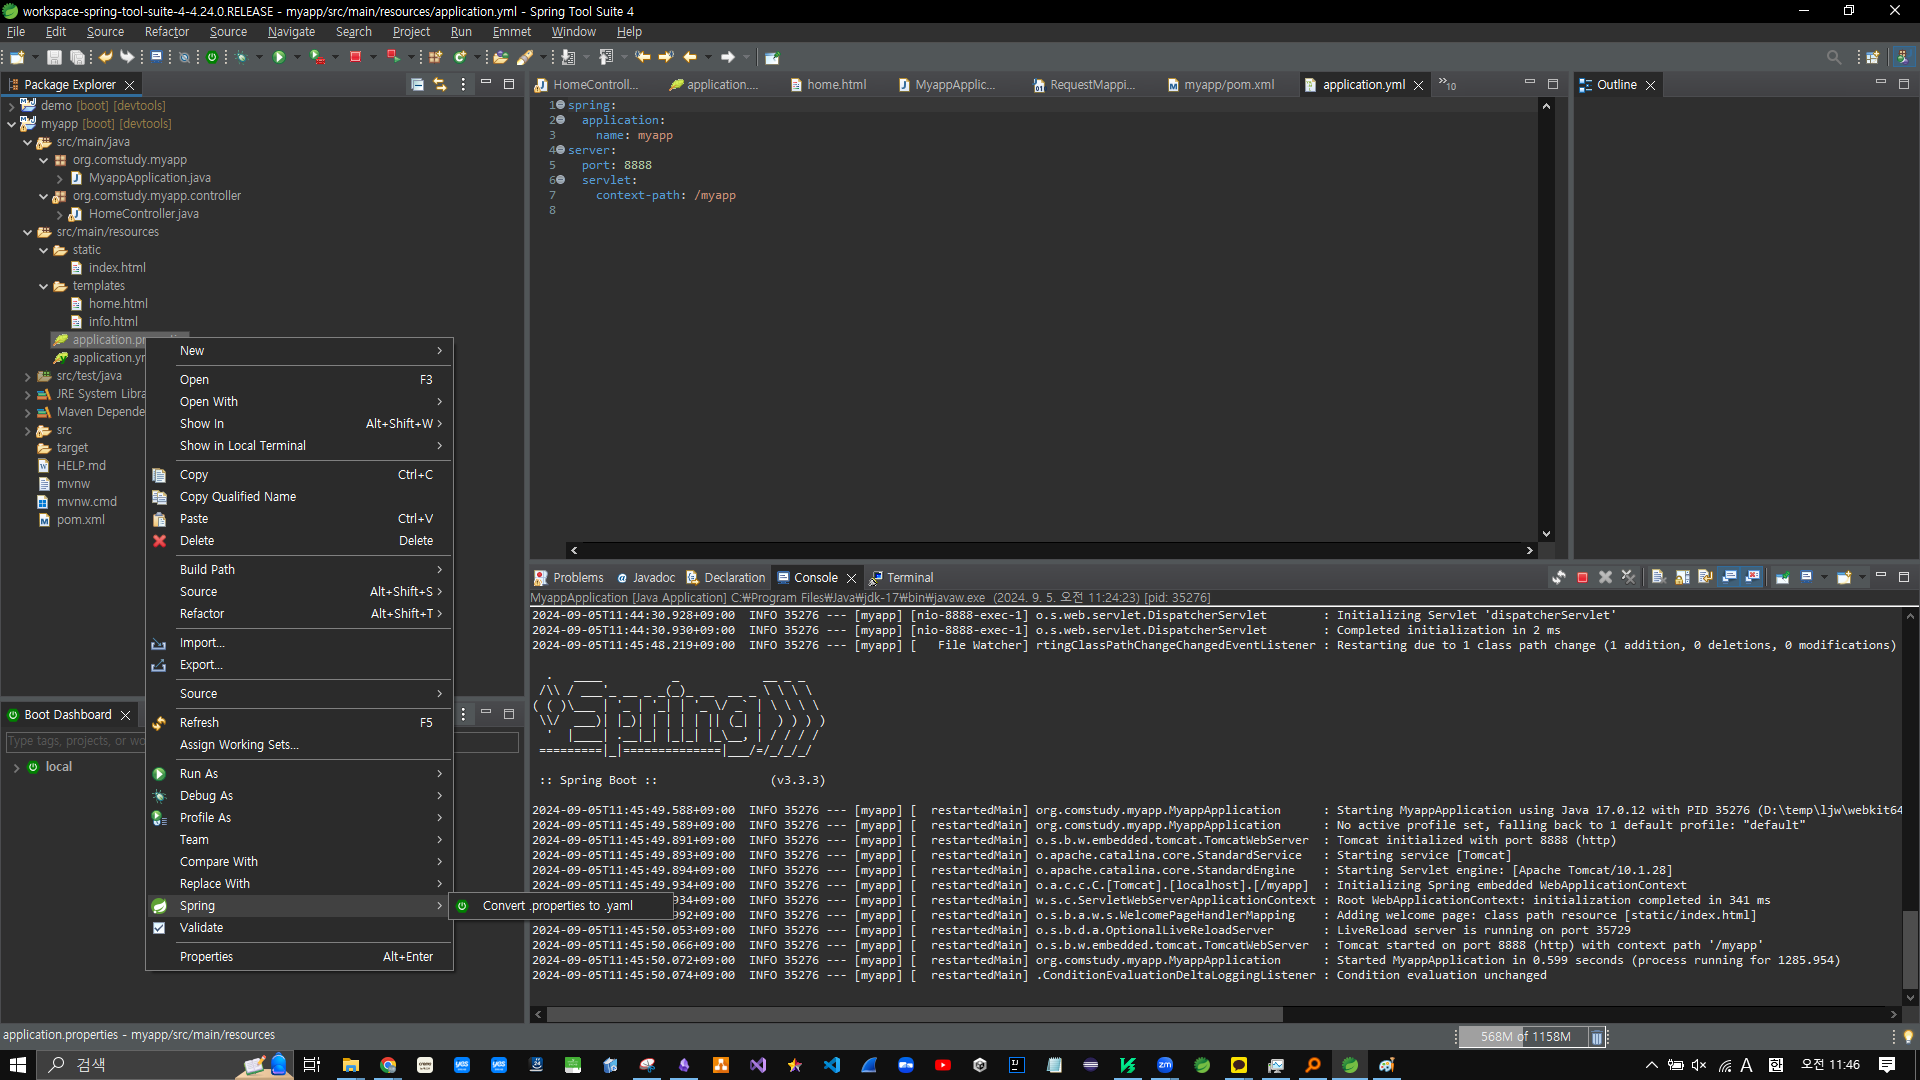 workspace-spring-tool-suite-4-4.24.0.RELEASE - myapp/src/main/resources/application.yml - Spring Tool Suite 4
File Edit Source Refactor Source Navigate Search Project Run Emmet Window Help
Package Explorer
demo [boot] [devtools]
myapp [boot] [devtools]
src/main/java
org.comstudy.myapp
MyappApplication.java
org.comstudy.myapp.controller
HomeController.java
src/main/resources
static
index.html
templates
home.html
info.html
application.pr
application.yr
src/test/java
JRE System Libra
Maven Depende
src
target
HELP.md
mvnw
mvnw.cmd
pom.xml
New
Open F3
Open With
Show In Alt+Shift+W
Show in Local Terminal
Copy Ctrl+C
Copy Qualified Name
Paste Ctrl+V
Delete Delete
Build Path
Source Alt+Shift+S
Refactor Alt+Shift+T
Import...
Export...
Source
Refresh F5
Assign Working Sets...
Run As
Debug As
Profile As
Team
Compare With
Replace With
Spring
Validate
Properties Alt+Enter
Convert .properties to .yaml
Boot Dashboard
Type tags, projects, or wo
local
HomeControll... application.... home.html MyappApplic... RequestMappi... myapp/pom.xml application.yml »10
1 spring:
2 application:
3 name: myapp
4 server:
5 port: 8888
6 servlet:
7 context-path: /myapp
8
Outline
Problems Javadoc Declaration Console Terminal
MyappApplication [Java Application] C:₩Program Files₩Java₩jdk-17₩bin₩javaw.exe (2024. 9. 5. 오전 11:24:23) [pid: 35276]
2024-09-05T11:44:30.928+09:00 INFO 35276 --- [myapp] [nio-8888-exec-1] o.s.web.servlet.DispatcherServlet : Initializing Servlet 'dispatcherServlet'
2024-09-05T11:44:30.930+09:00 INFO 35276 --- [myapp] [nio-8888-exec-1] o.s.web.servlet.DispatcherServlet : Completed initialization in 2 ms
2024-09-05T11:45:48.219+09:00 INFO 35276 --- [myapp] [ File Watcher] rtingClassPathChangeChangedEventListener : Restarting due to 1 class path change (1 addition, 0 deletions, 0 modifications)
Spring
:: Spring Boot :: (v3.3.3)
2024-09-05T11:45:49.588+09:00 INFO 35276 --- [myapp] [ restartedMain] org.comstudy.myapp.MyappApplication : Starting MyappApplication using Java 17.0.12 with PID 35276 (D:\temp\ljw\webkit64
2024-09-05T11:45:49.589+09:00 INFO 35276 --- [myapp] [ restartedMain] org.comstudy.myapp.MyappApplication : No active profile set, falling back to 1 default profile: "default"
2024-09-05T11:45:49.891+09:00 INFO 35276 --- [myapp] [ restartedMain] o.s.b.w.embedded.tomcat.TomcatWebServer : Tomcat initialized with port 8888 (http)
2024-09-05T11:45:49.893+09:00 INFO 35276 --- [myapp] [ restartedMain] o.apache.catalina.core.StandardService : Starting service [Tomcat]
2024-09-05T11:45:49.894+09:00 INFO 35276 --- [myapp] [ restartedMain] o.apache.catalina.core.StandardEngine : Starting Servlet engine: [Apache Tomcat/10.1.28]
2024-09-05T11:45:49.934+09:00 INFO 35276 --- [myapp] [ restartedMain] o.a.c.c.C.[Tomcat].[localhost].[/myapp] : Initializing Spring embedded WebApplicationContext
934+09:00 INFO 35276 --- [myapp] [ restartedMain] w.s.c.ServletWebServerApplicationContext : Root WebApplicationContext: initialization completed in 341 ms
992+09:00 INFO 35276 --- [myapp] [ restartedMain] o.s.b.a.w.s.WelcomePageHandlerMapping : Adding welcome page: class path resource [static/index.html]
2024-09-05T11:45:50.053+09:00 INFO 35276 --- [myapp] [ restartedMain] o.s.b.d.a.OptionalLiveReloadServer : LiveReload server is running on port 35729
2024-09-05T11:45:50.066+09:00 INFO 35276 --- [myapp] [ restartedMain] o.s.b.w.embedded.tomcat.TomcatWebServer : Tomcat started on port 8888 (http) with context path '/myapp'
2024-09-05T11:45:50.072+09:00 INFO 35276 --- [myapp] [ restartedMain] org.comstudy.myapp.MyappApplication : Started MyappApplication in 0.599 seconds (process running for 1285.954)
2024-09-05T11:45:50.074+09:00 INFO 35276 --- [myapp] [ restartedMain] .ConditionEvaluationDeltaLoggingListener : Condition evaluation unchanged
application.properties - myapp/src/main/resources
568M of 1158M
검색
A 한 오전 11:46